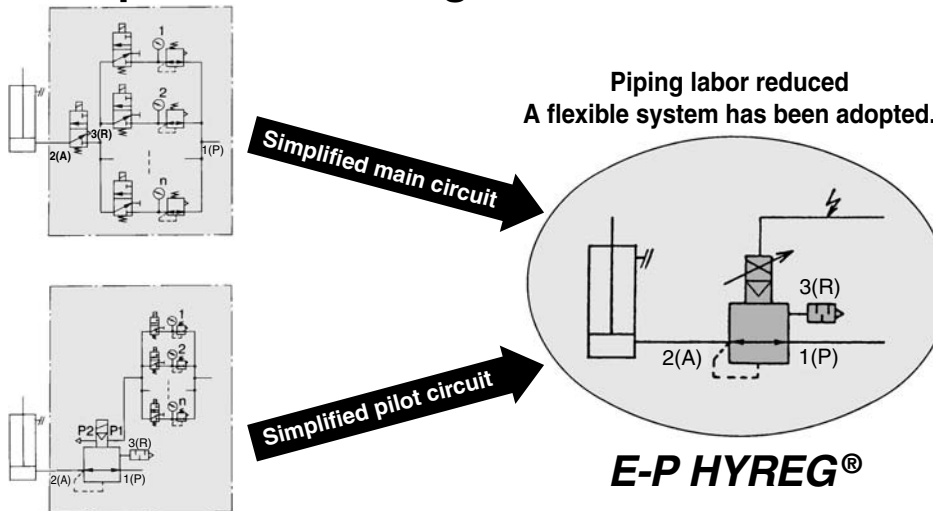 1
2
n
3(R)
2(A)
1(P)
Simplified main circuit
Piping labor reduced
A flexible system has been adopted.
3(R)
2(A)
1(P)
1
2
n
P2 P1
3(R)
2(A)
1(P)
Simplified pilot circuit
E-P HYREG®